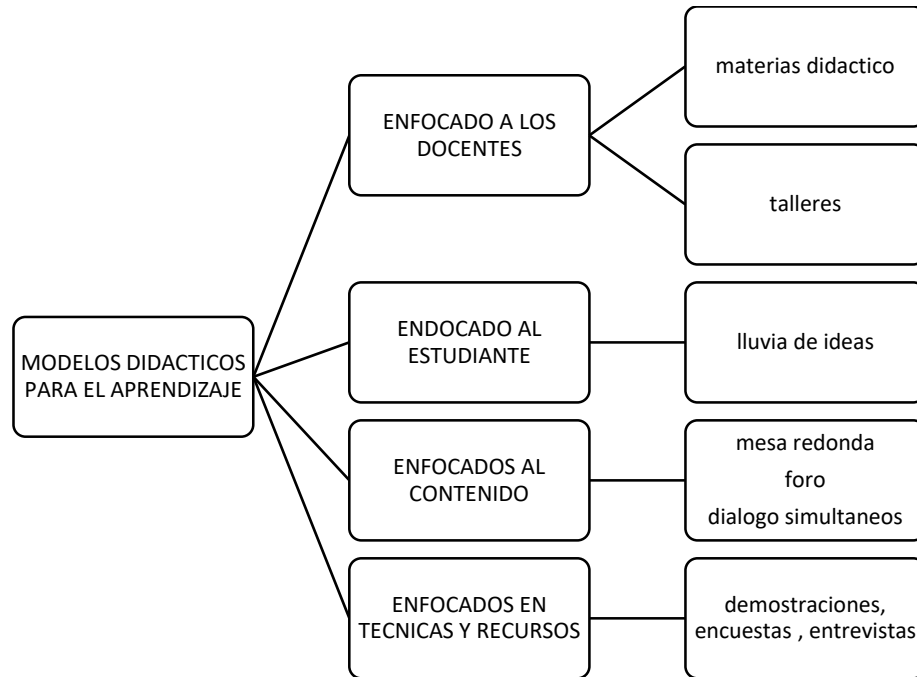 MODELOS DIDACTICOS
PARA EL APRENDIZAJE
ENFOCADO A LOS
DOCENTES
materias didactico
talleres
ENDOCADO AL
ESTUDIANTE
lluvia de ideas
ENFOCADOS AL
CONTENIDO
mesa redonda
foro
dialogo simultaneos
ENFOCADOS EN
TECNICAS Y RECURSOS
demostraciones,
encuestas , entrevistas